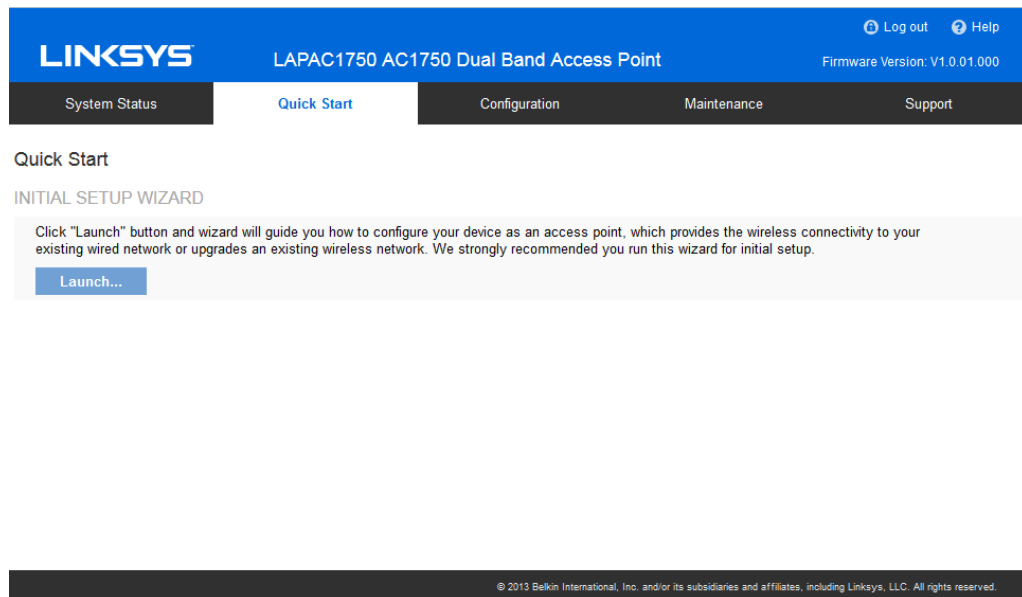 Log out Help
LINKSYS LAPAC1750 AC1750 Dual Band Access Point Firmware Version: V1.0.01.000
System Status Quick Start Configuration Maintenance Support
Quick Start
INITIAL SETUP WIZARD
Click "Launch" button and wizard will guide you how to configure your device as an access point, which provides the wireless connectivity to your
existing wired network or upgrades an existing wireless network. We strongly recommended you run this wizard for initial setup.
Launch...
© 2013 Belkin International, Inc. and/or its subsidiaries and affiliates, including Linksys, LLC. All rights reserved.